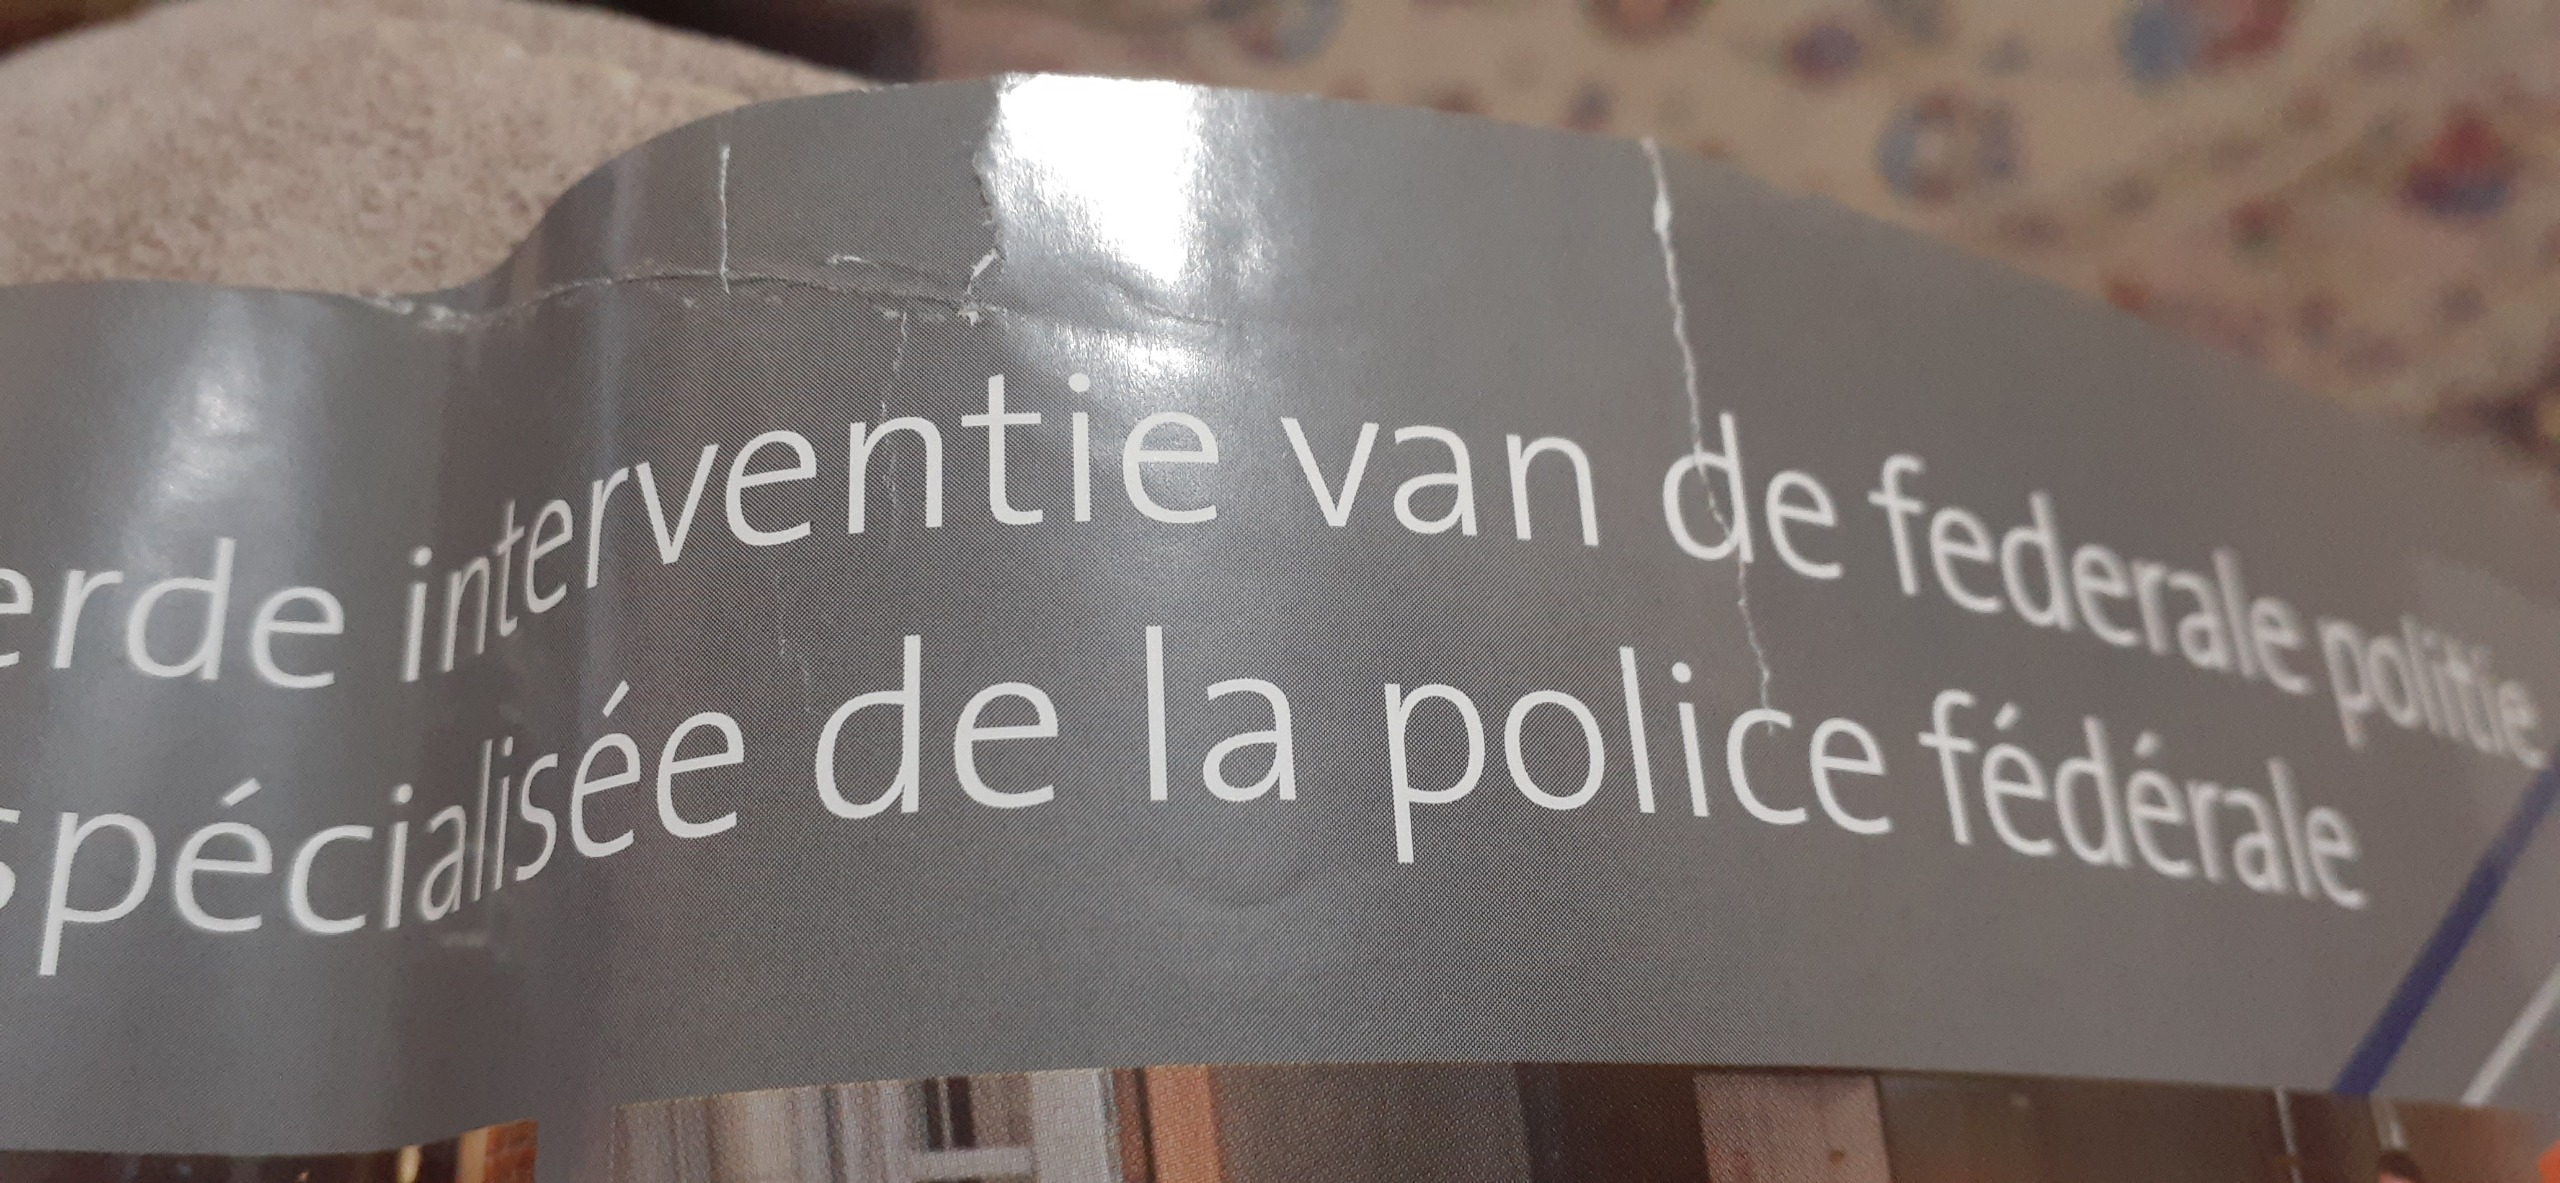 erde interventie van de federale politie
spécialisée de la police fédérale